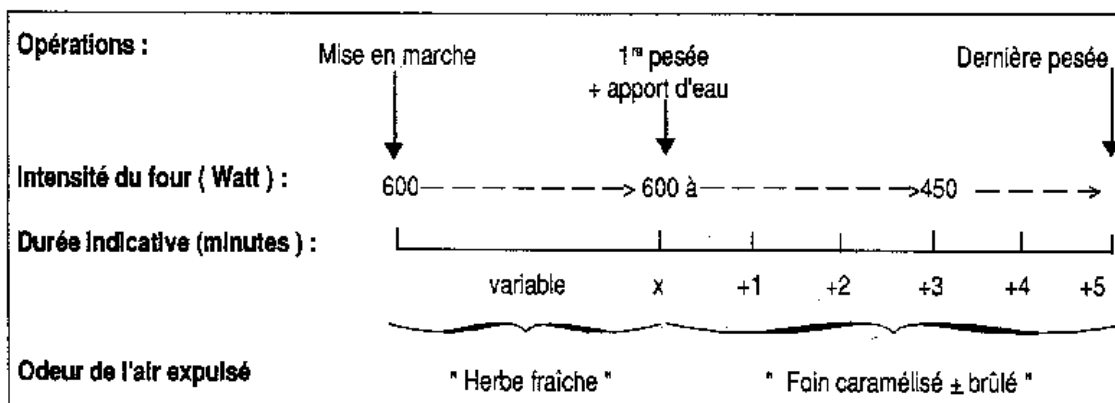 Opérations :
Mise en marche
1re pesée
+ apport d'eau
Dernière pesée
Intensité du four ( Watt ) :
600
600 à
450
Durée indicative (minutes ) :
variable
x
+1
+2
+3
+4
+5
Odeur de l'air expulsé
" Herbe fraîche "
" Foin caramélisé ± brûlé "